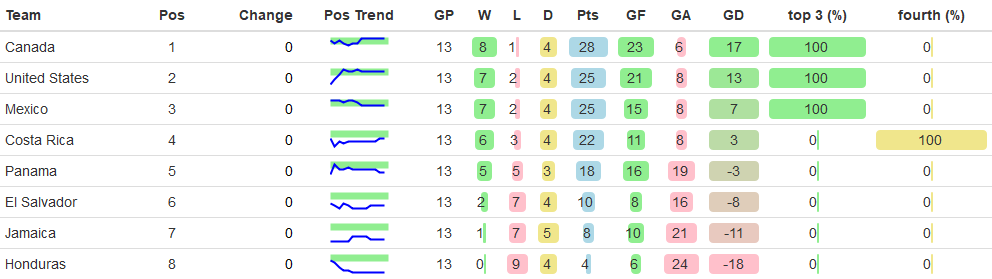 Team Pos Change Pos Trend GP W L D Pts GF GA GD top 3 (%) fourth (%)
Canada 1 0 13 8 1 4 28 23 6 17 100 0
United States 2 0 13 7 2 4 25 21 8 13 100 0
Mexico 3 0 13 7 2 4 25 15 8 7 100 0
Costa Rica 4 0 13 6 3 4 22 11 8 3 0 100
Panama 5 0 13 5 5 3 18 16 19 -3 0 0
El Salvador 6 0 13 2 7 4 10 8 16 -8 0 0
Jamaica 7 0 13 1 7 5 8 10 21 -11 0 0
Honduras 8 0 13 0 9 4 4 6 24 -18 0 0